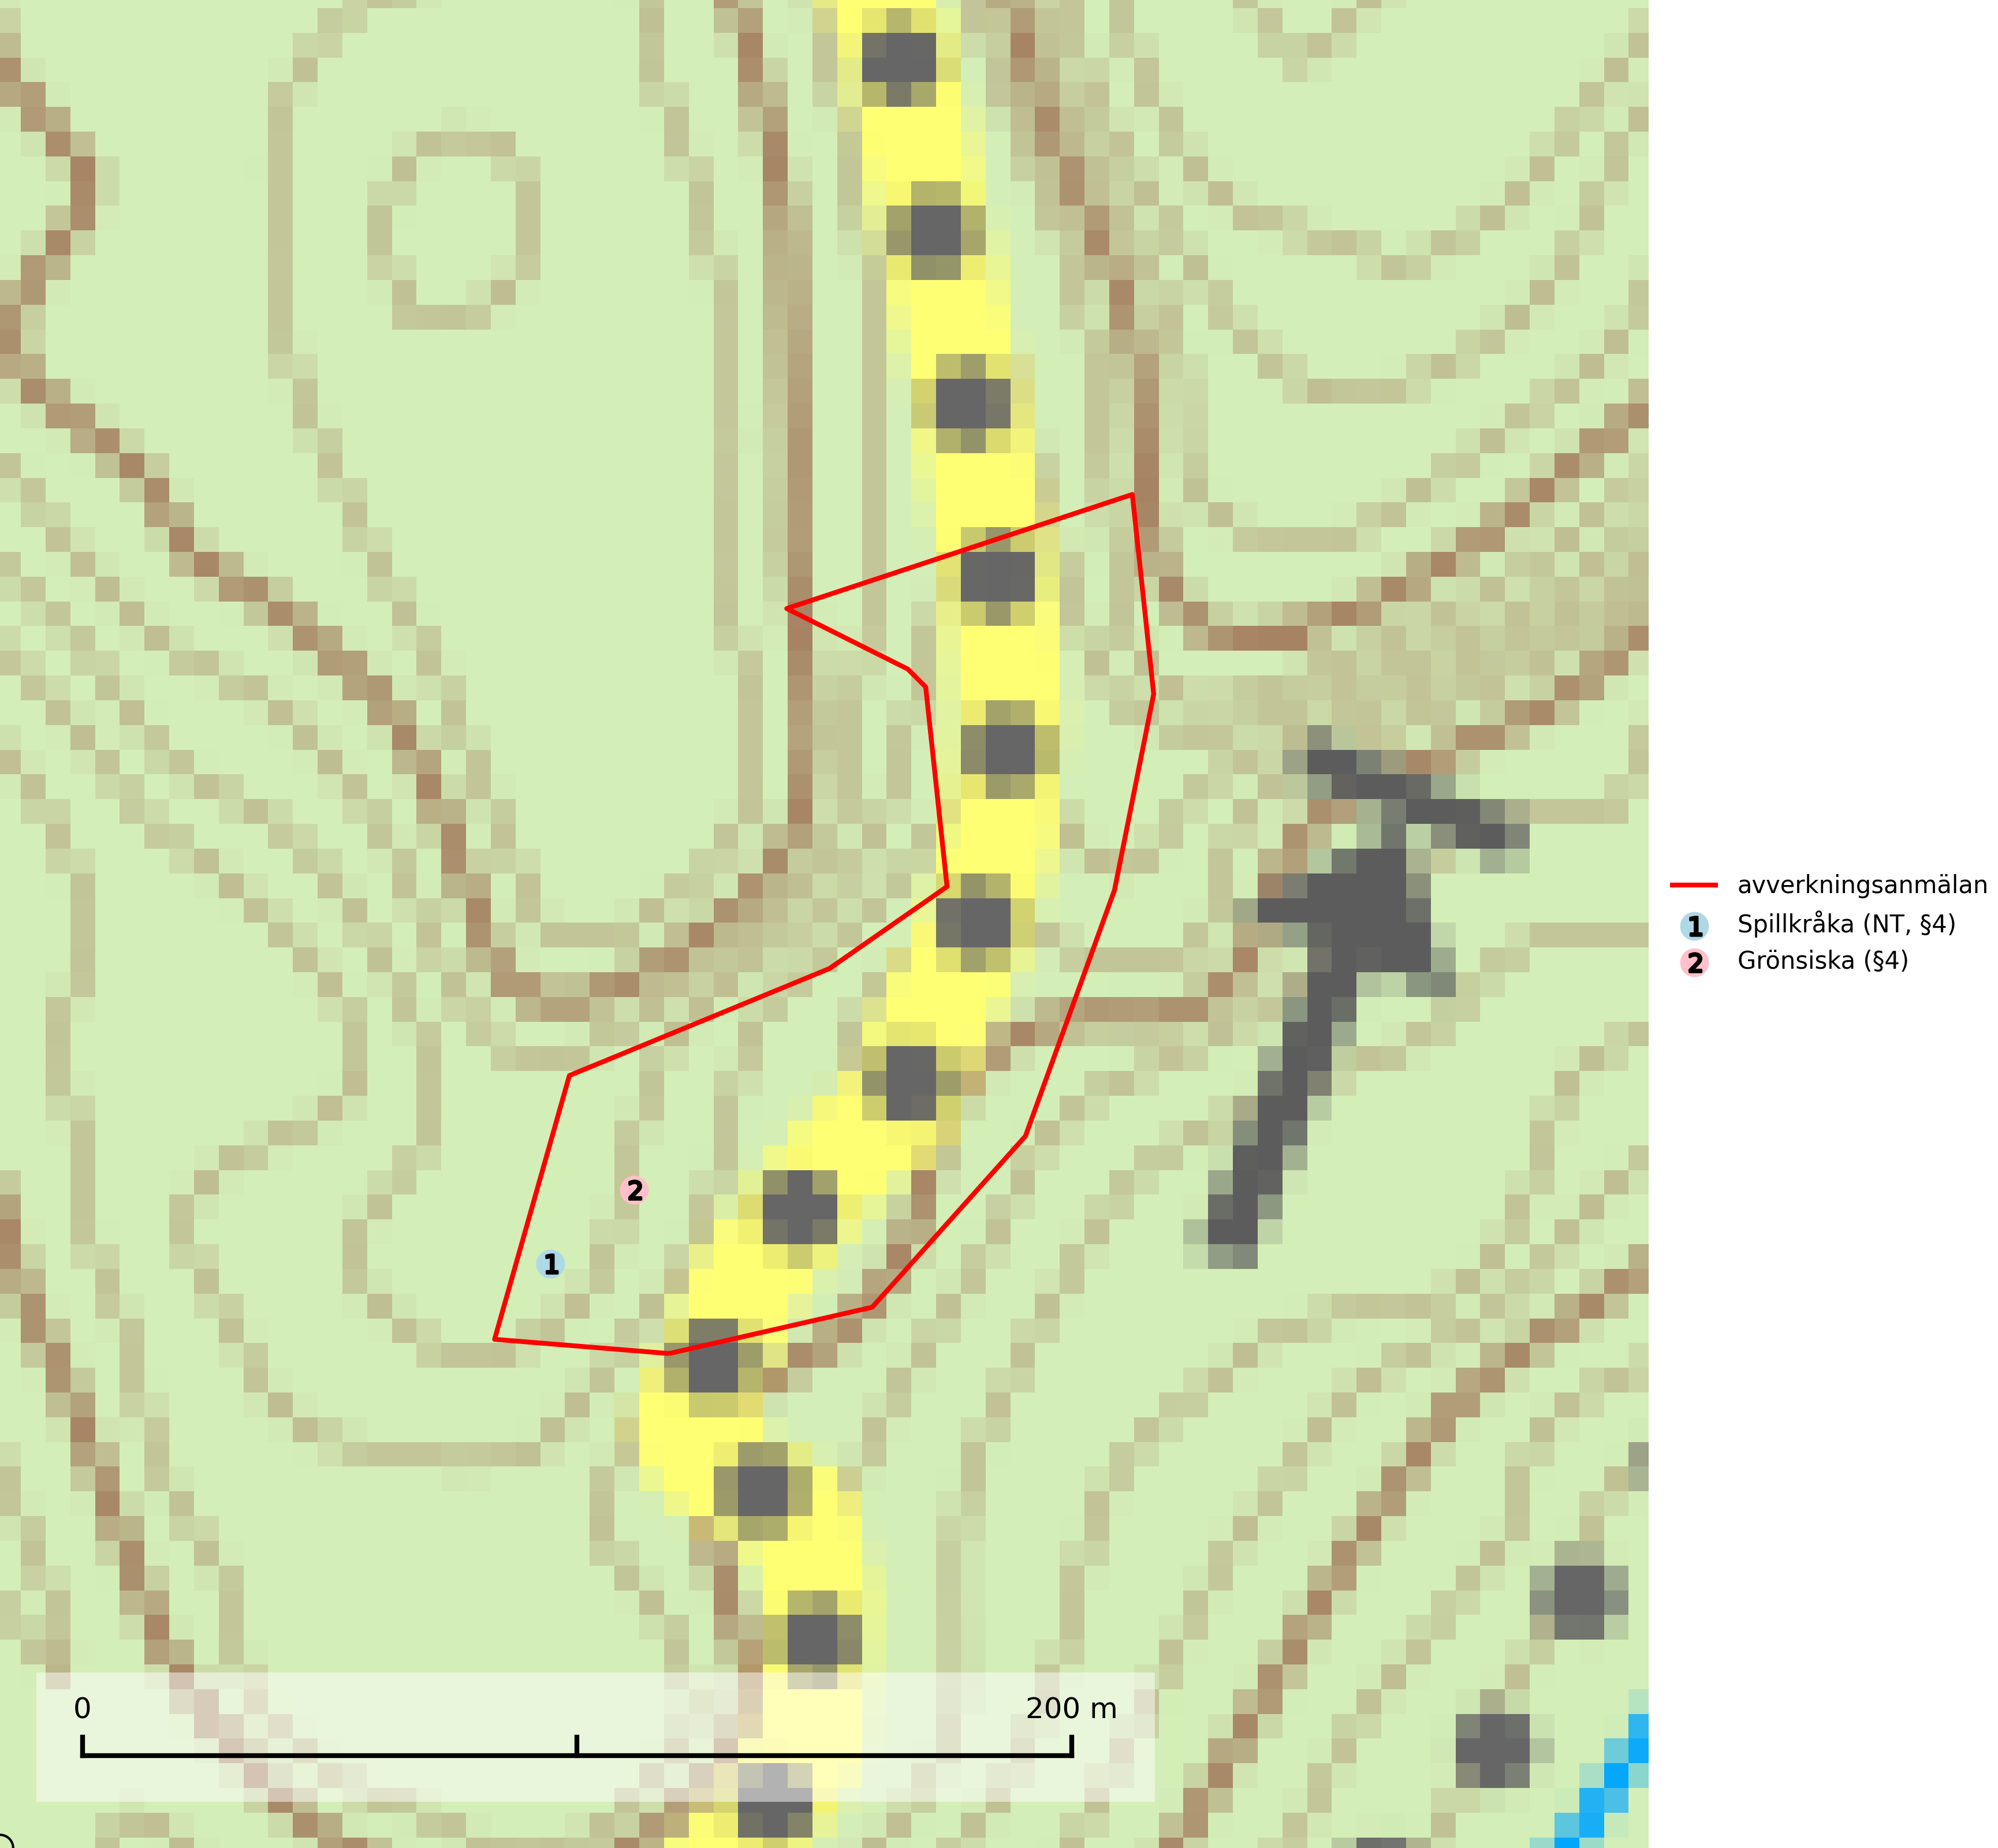 avverkningsanmälan
1 Spillkråka (NT, §4)
2 Grönsiska (§4)
2
1
0 200 m